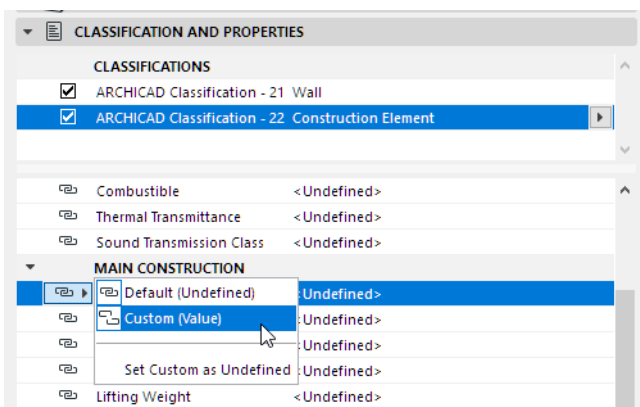 CLASSIFICATION AND PROPERTIES
CLASSIFICATIONS
ARCHICAD Classification - 21 Wall
ARCHICAD Classification - 22 Construction Element
Combustible <Undefined>
Thermal Transmittance <Undefined>
Sound Transmission Class <Undefined>
MAIN CONSTRUCTION
Default (Undefined) <Undefined>
Custom (Value) <Undefined>
<Undefined>
Set Custom as Undefined <Undefined>
Lifting Weight <Undefined>